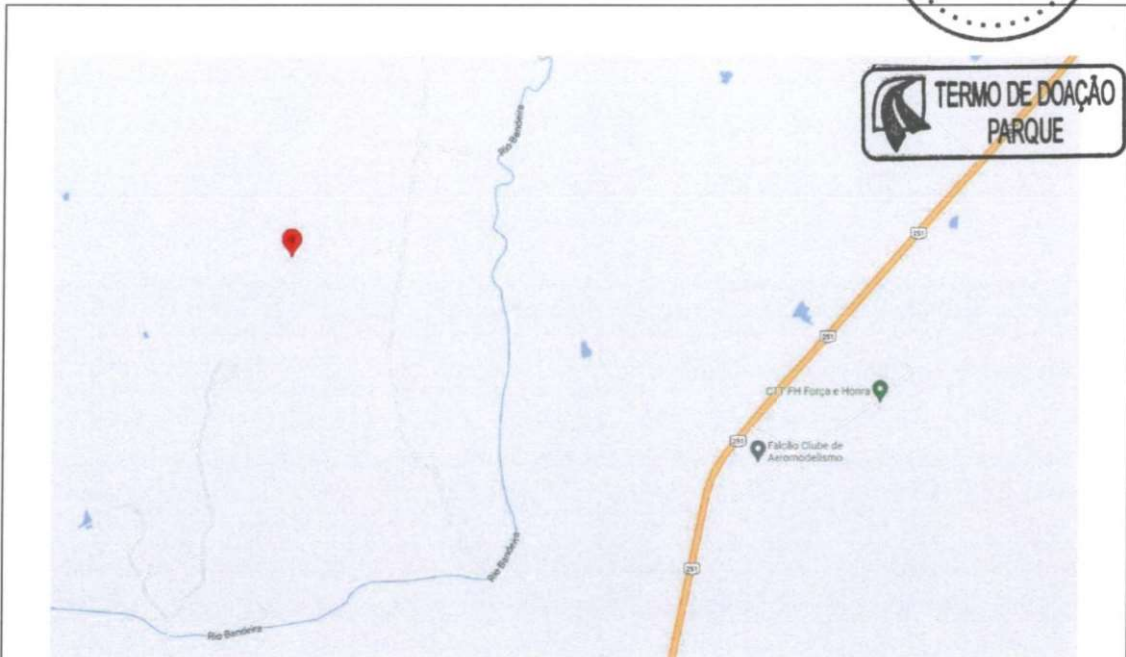 TERMO DE DOAÇÃO
PARQUE
Rio Bandeira
251
251
CTT FH Força e Honra
251
Falcão Clube de
Aeromodelismo
Rio Bandeira
251
Rio Bandeira